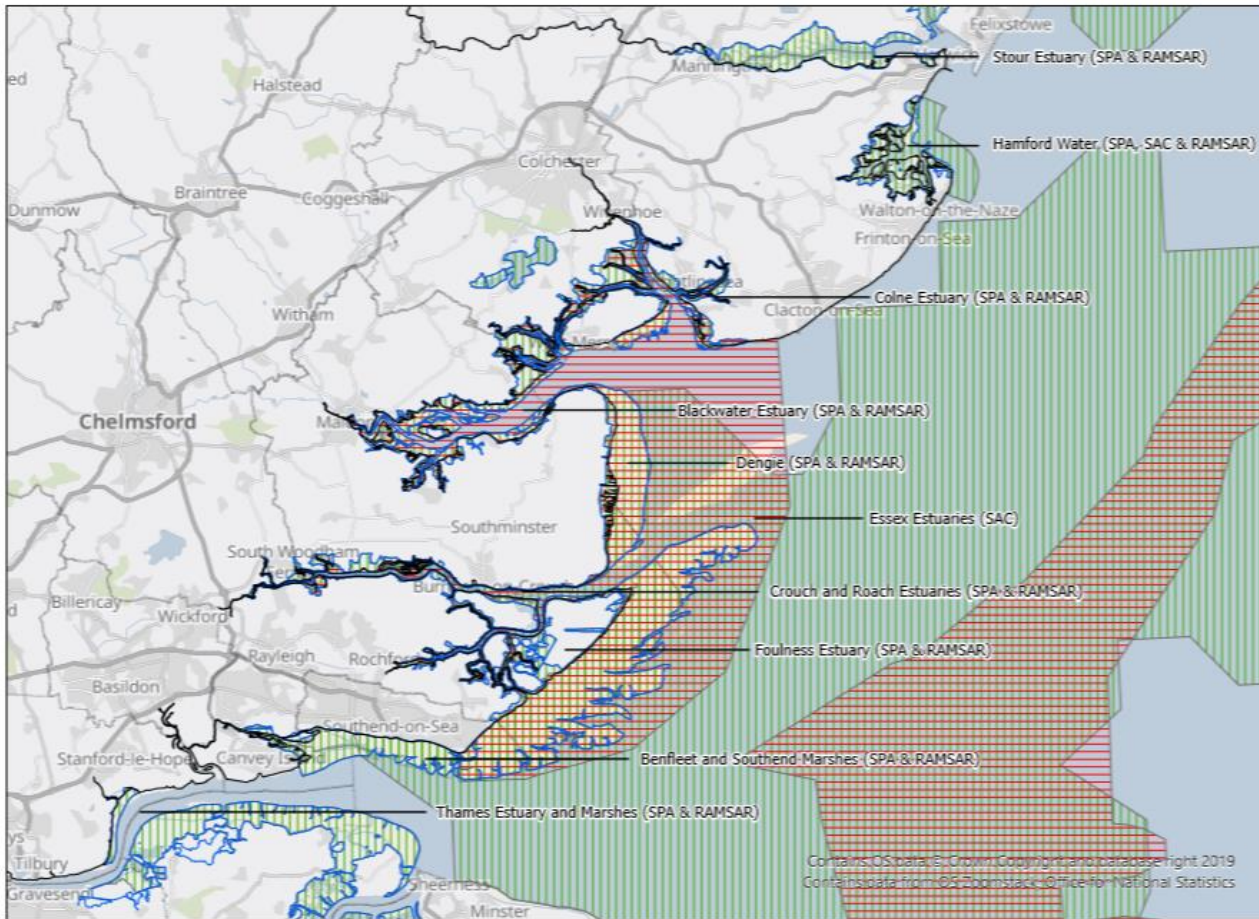 Felixstowe
Stour Estuary (SPA & RAMSAR)
Halstead
Hamford Water (SPA, SAC & RAMSAR)
Colchester
Braintree
Coggeshall
Dunmow
Walton-on-the-Naze
Frinton-on-Sea
Colne Estuary (SPA & RAMSAR)
Witham
Clacton-on-Sea
Blackwater Estuary (SPA & RAMSAR)
Chelmsford
Dengie (SPA & RAMSAR)
Essex Estuaries (SAC)
Southminster
South Woodham
Crouch and Roach Estuaries (SPA & RAMSAR)
Billericay
Wickford
Foulness Estuary (SPA & RAMSAR)
Rayleigh
Basildon
Southend-on-Sea
Stanford-le-Hope
Benfleet and Southend Marshes (SPA & RAMSAR)
Thames Estuary and Marshes (SPA & RAMSAR)
Tilbury
Contains OS data © Crown Copyright and database right 2019
Contains data from OS Zoomstack, Office for National Statistics
Gravesend
Sheerness
Minster